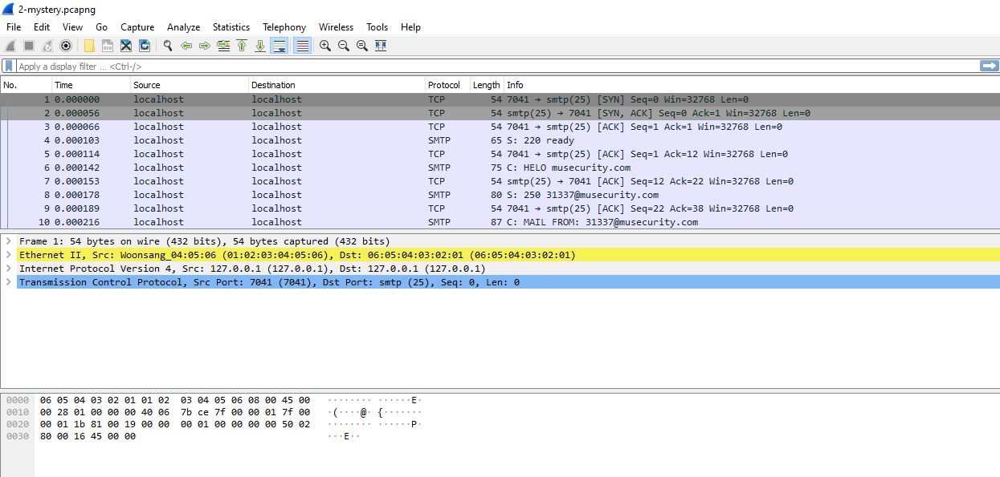 2-mystery.pcapng
File Edit View Go Capture Analyze Statistics Telephony Wireless Tools Help
Apply a display filter ... <Ctrl-/>
No. Time Source Destination Protocol Length Info
1 0.000000 localhost localhost TCP 54 7041 → smtp(25) [SYN] Seq=0 Win=32768 Len=0
2 0.000056 localhost localhost TCP 54 smtp(25) → 7041 [SYN, ACK] Seq=0 Ack=1 Win=32768 Len=0
3 0.000066 localhost localhost TCP 54 7041 → smtp(25) [ACK] Seq=1 Ack=1 Win=32768 Len=0
4 0.000103 localhost localhost SMTP 65 S: 220 ready
5 0.000114 localhost localhost TCP 54 7041 → smtp(25) [ACK] Seq=1 Ack=12 Win=32768 Len=0
6 0.000142 localhost localhost SMTP 75 C: HELO musecurity.com
7 0.000153 localhost localhost TCP 54 smtp(25) → 7041 [ACK] Seq=12 Ack=22 Win=32768 Len=0
8 0.000178 localhost localhost SMTP 80 S: 250 31337@musecurity.com
9 0.000189 localhost localhost TCP 54 7041 → smtp(25) [ACK] Seq=22 Ack=38 Win=32768 Len=0
10 0.000216 localhost localhost SMTP 87 C: MAIL FROM: 31337@musecurity.com
Frame 1: 54 bytes on wire (432 bits), 54 bytes captured (432 bits)
Ethernet II, Src: Woonsang_04:05:06 (01:02:03:04:05:06), Dst: 06:05:04:03:02:01 (06:05:04:03:02:01)
Internet Protocol Version 4, Src: 127.0.0.1 (127.0.0.1), Dst: 127.0.0.1 (127.0.0.1)
Transmission Control Protocol, Src Port: 7041 (7041), Dst Port: smtp (25), Seq: 0, Len: 0
0000 06 05 04 03 02 01 01 02 03 04 05 06 08 00 45 00 ········ ······E·
0010 00 28 01 00 00 00 40 06 7b ce 7f 00 00 01 7f 00 ·(····@· {·······
0020 00 01 1b 81 00 19 00 00 00 01 00 00 00 00 50 02 ········ ······P·
0030 80 00 16 45 00 00 ···E··